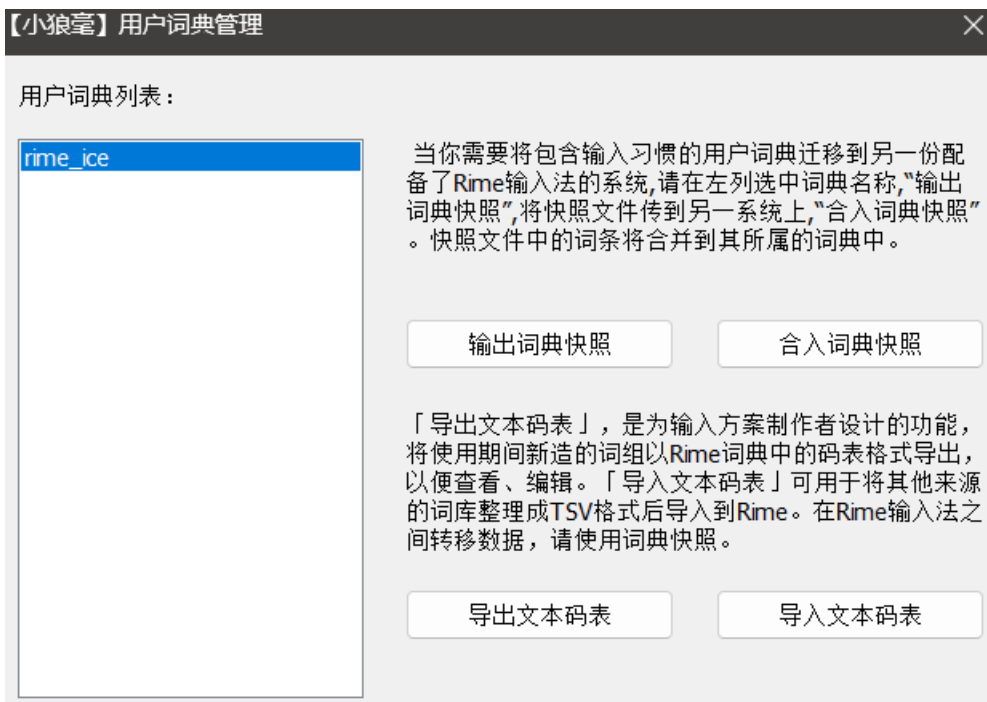 【小狼毫】用户词典管理
用户词典列表：
rime_ice
当你需要将包含输入习惯的用户词典迁移到另一份配
备了Rime输入法的系统,请在左列选中词典名称,“输出
词典快照”,将快照文件传到另一系统上,“合入词典快照”
。快照文件中的词条将合并到其所属的词典中。
输出词典快照
合入词典快照
「导出文本码表」，是为输入方案制作者设计的功能，
将使用期间新造的词组以Rime词典中的码表格式导出，
以便查看、编辑。「导入文本码表」可用于将其他来源
的词库整理成TSV格式后导入到Rime。在Rime输入法之
间转移数据，请使用词典快照。
导出文本码表
导入文本码表